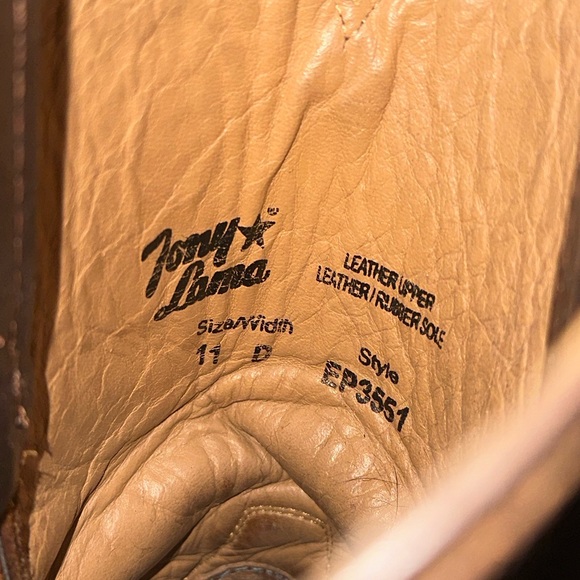 Tony
Lama ®
Size/Width
11 D
LEATHER UPPER
LEATHER / RUBBER SOLE
Style
EP3551